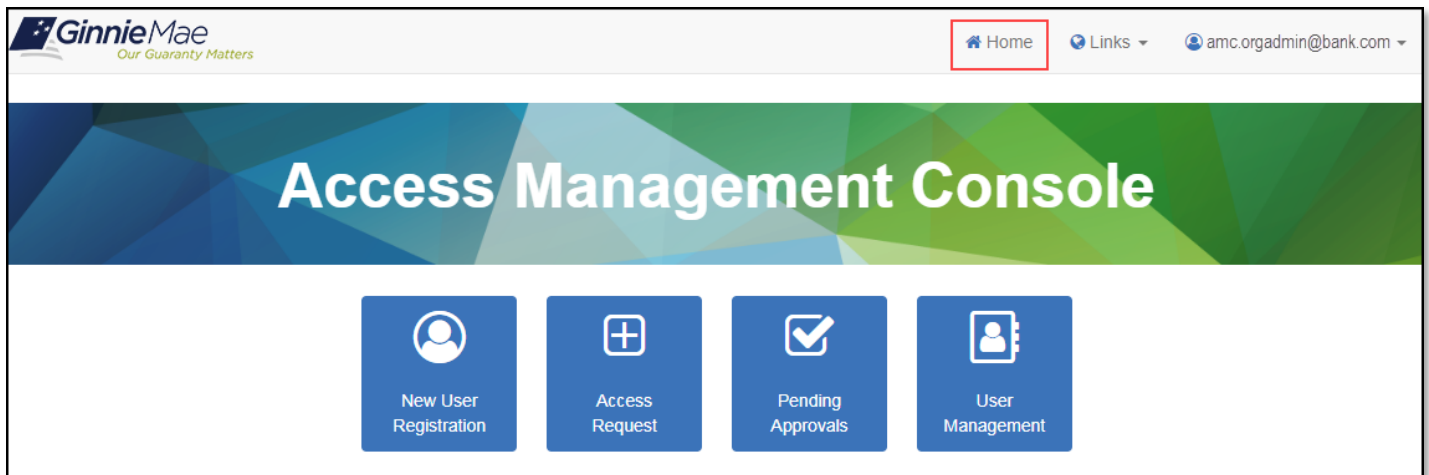 GinnieMae
Our Guaranty Matters
Home
Links
amc.orgadmin@bank.com
Access Management Console
New User
Registration
Access
Request
Pending
Approvals
User
Management